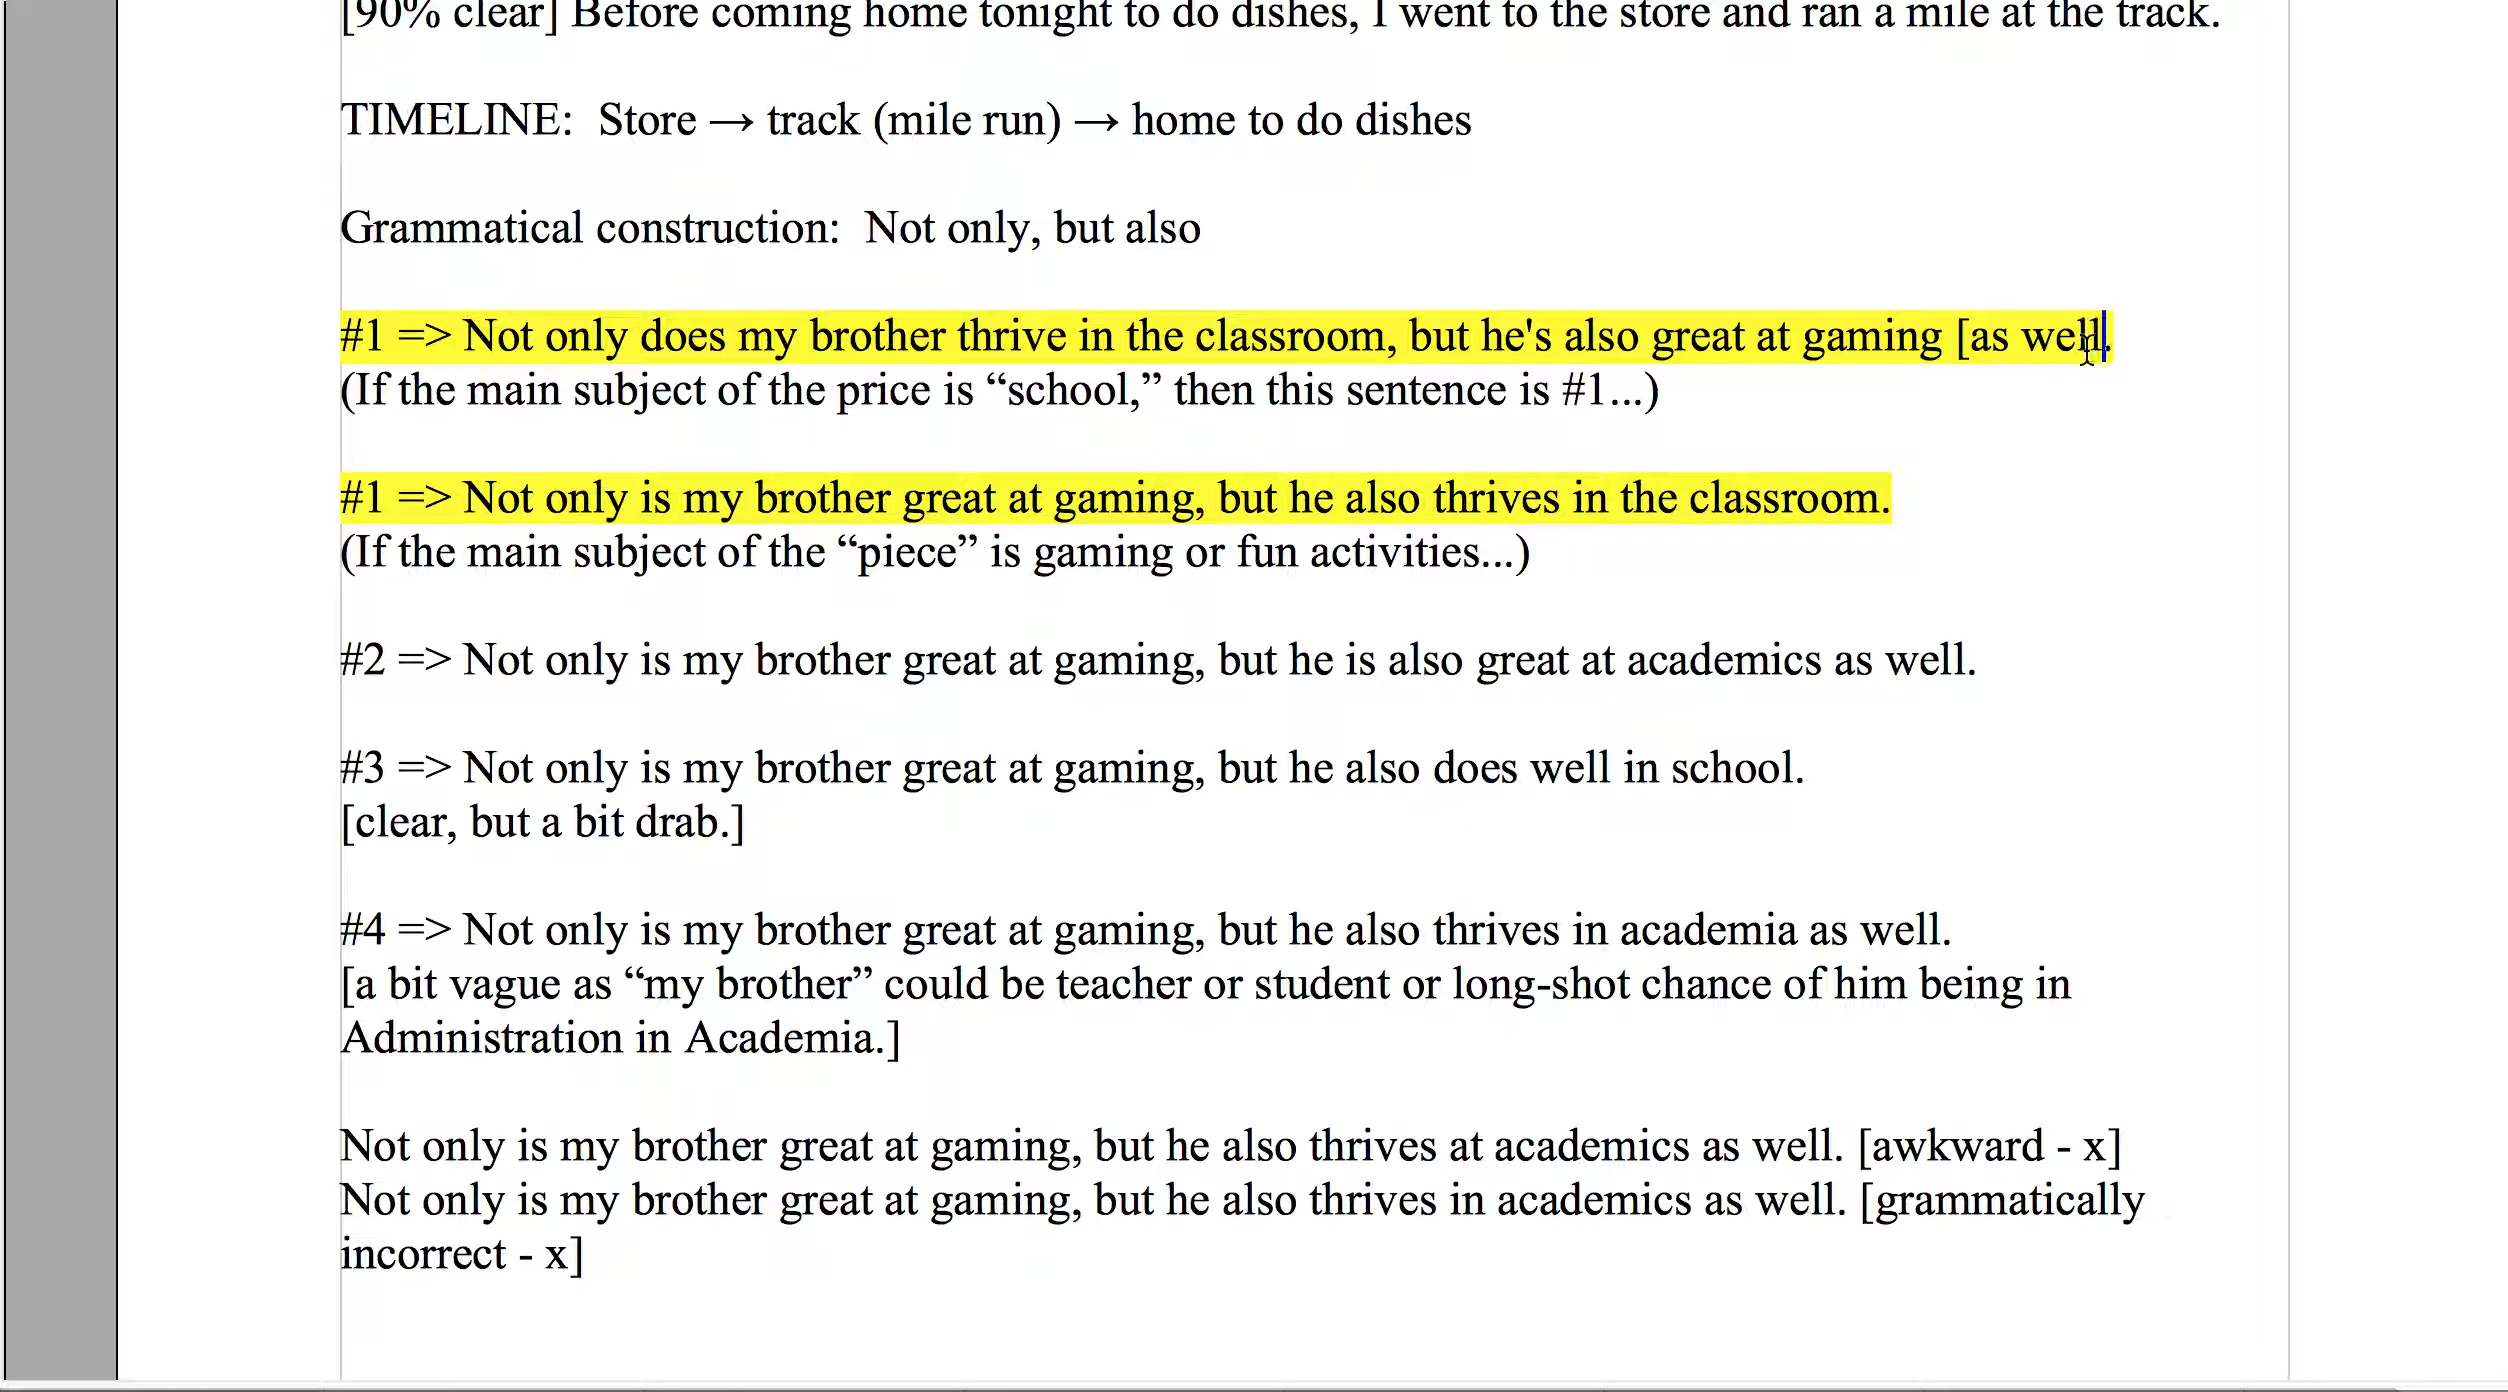 [90% clear] Before coming home tonight to do dishes, I went to the store and ran a mile at the track.
TIMELINE:  Store → track (mile run) → home to do dishes
Grammatical construction:  Not only, but also
#1 => Not only does my brother thrive in the classroom, but he's also great at gaming [as well.
(If the main subject of the price is “school,” then this sentence is #1...)
#1 => Not only is my brother great at gaming, but he also thrives in the classroom.
(If the main subject of the “piece” is gaming or fun activities...)
#2 => Not only is my brother great at gaming, but he is also great at academics as well.
#3 => Not only is my brother great at gaming, but he also does well in school.
[clear, but a bit drab.]
#4 => Not only is my brother great at gaming, but he also thrives in academia as well.
[a bit vague as “my brother” could be teacher or student or long-shot chance of him being in
Administration in Academia.]
Not only is my brother great at gaming, but he also thrives at academics as well. [awkward - x]
Not only is my brother great at gaming, but he also thrives in academics as well. [grammatically
incorrect - x]